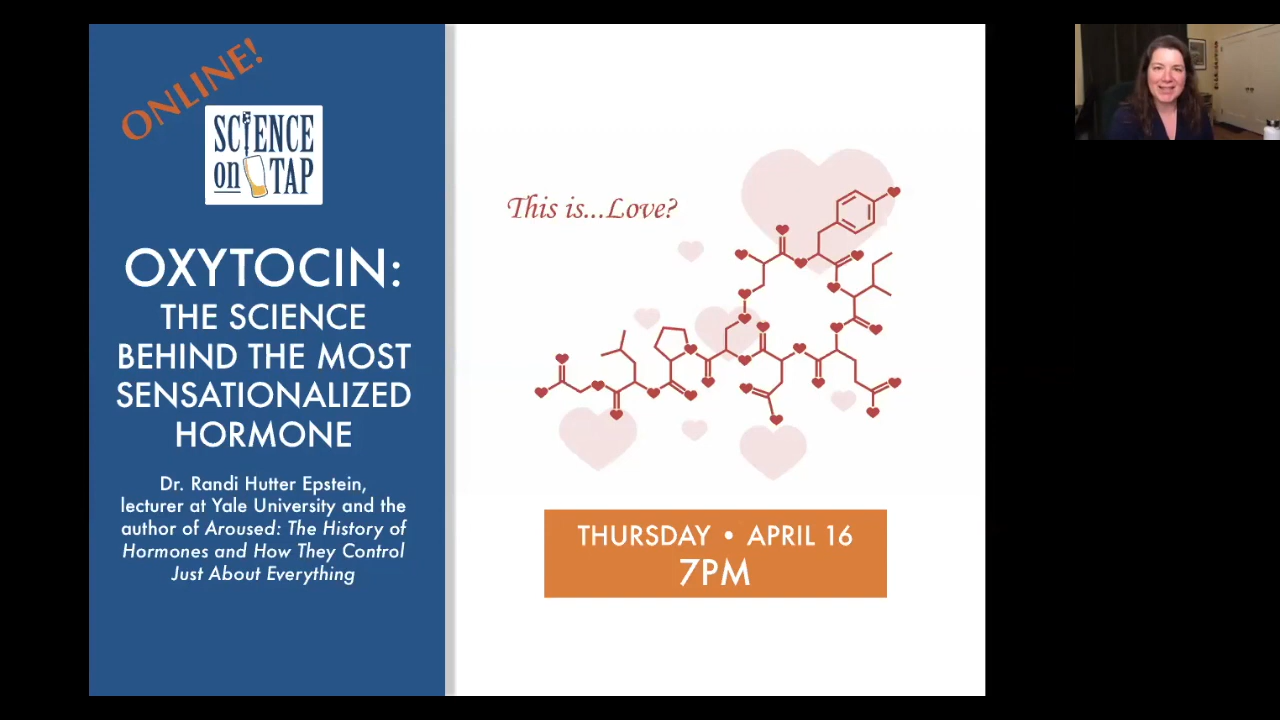 ONLINE!
SCIENCE
on TAP
OXYTOCIN:
THE SCIENCE
BEHIND THE MOST
SENSATIONALIZED
HORMONE
Dr. Randi Hutter Epstein,
lecturer at Yale University and the
author of Aroused: The History of
Hormones and How They Control
Just About Everything
This is...Love?
THURSDAY • APRIL 16
7PM